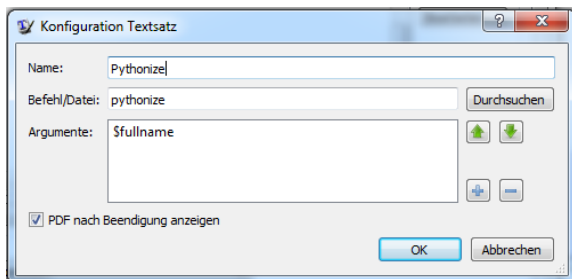 Konfiguration Textsatz
Name: Pythonize
Befehl/Datei: pythonize Durchsuchen
Argumente: $fullname
PDF nach Beendigung anzeigen
OK Abbrechen